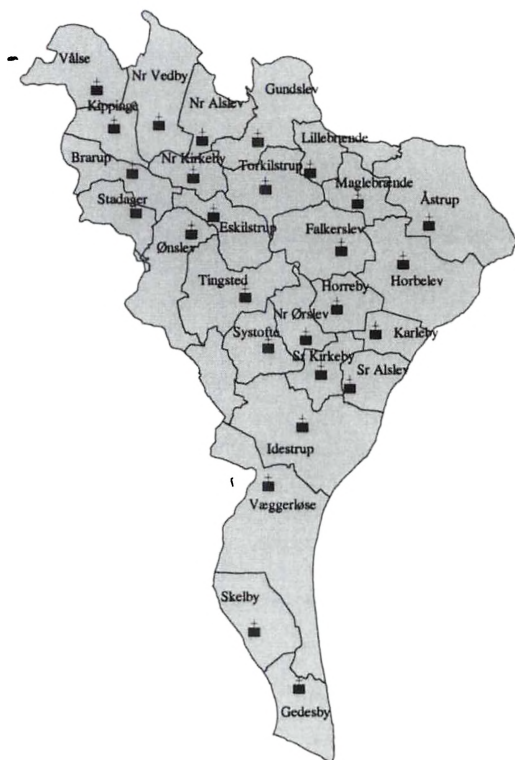 Vålse
Nr Vedby
Gundslev
Kippinge
Nr Alslev
Lillebrænde
Brarup
Nr Kirkeby
Torkilstrup
Maglebrænde
Stadager
Åstrup
Eskilstrup
Falkerslev
Ønslev
Tingsted
Horreby
Horbelev
Nr Ørslev
Systofte
Karleby
Sr Kirkeby
Sr Alslev
Idestrup
Væggerløse
Skelby
Gedesby